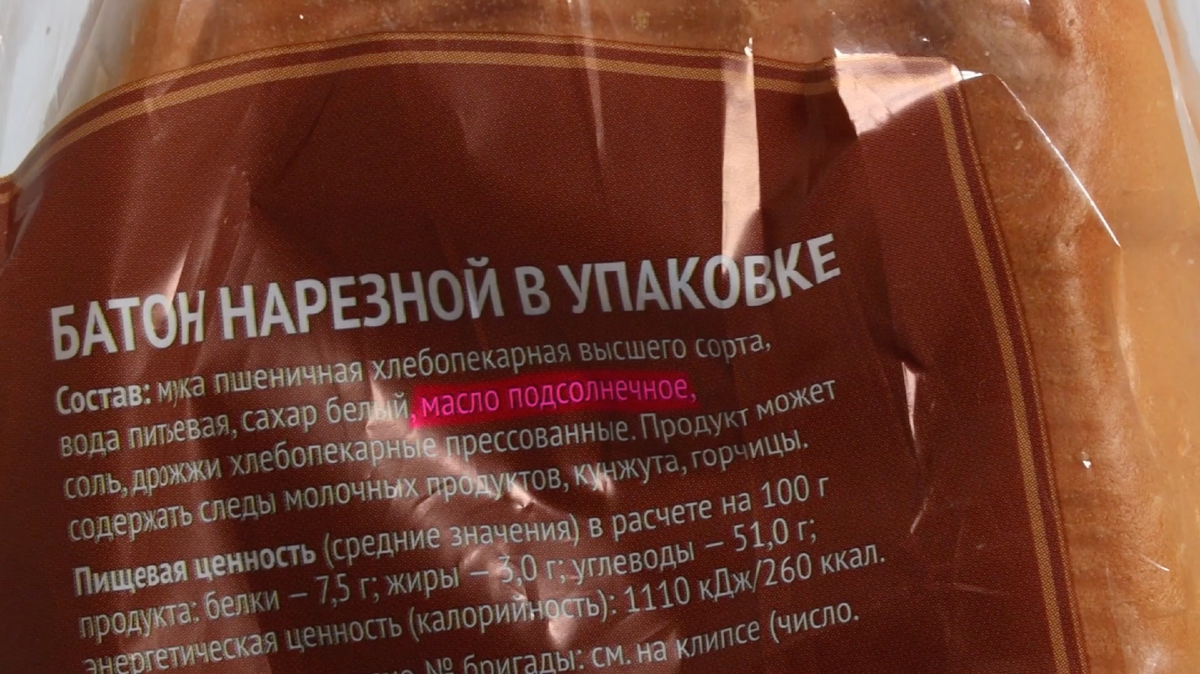 БАТОН НАРЕЗНОЙ В УПАКОВКЕ
Состав: мука пшеничная хлебопекарная высшего сорта,
вода питьевая, сахар белый, масло подсолнечное,
соль, дрожжи хлебопекарные прессованные. Продукт может
содержать следы молочных продуктов, кунжута, горчицы.
Пищевая ценность (средние значения) в расчете на 100 г
продукта: белки – 7,5 г; жиры – 3,0 г; углеводы – 51,0 г;
энергетическая ценность (калорийность): 1110 кДж/260 ккал.
№ бригады: см. на клипсе (число.